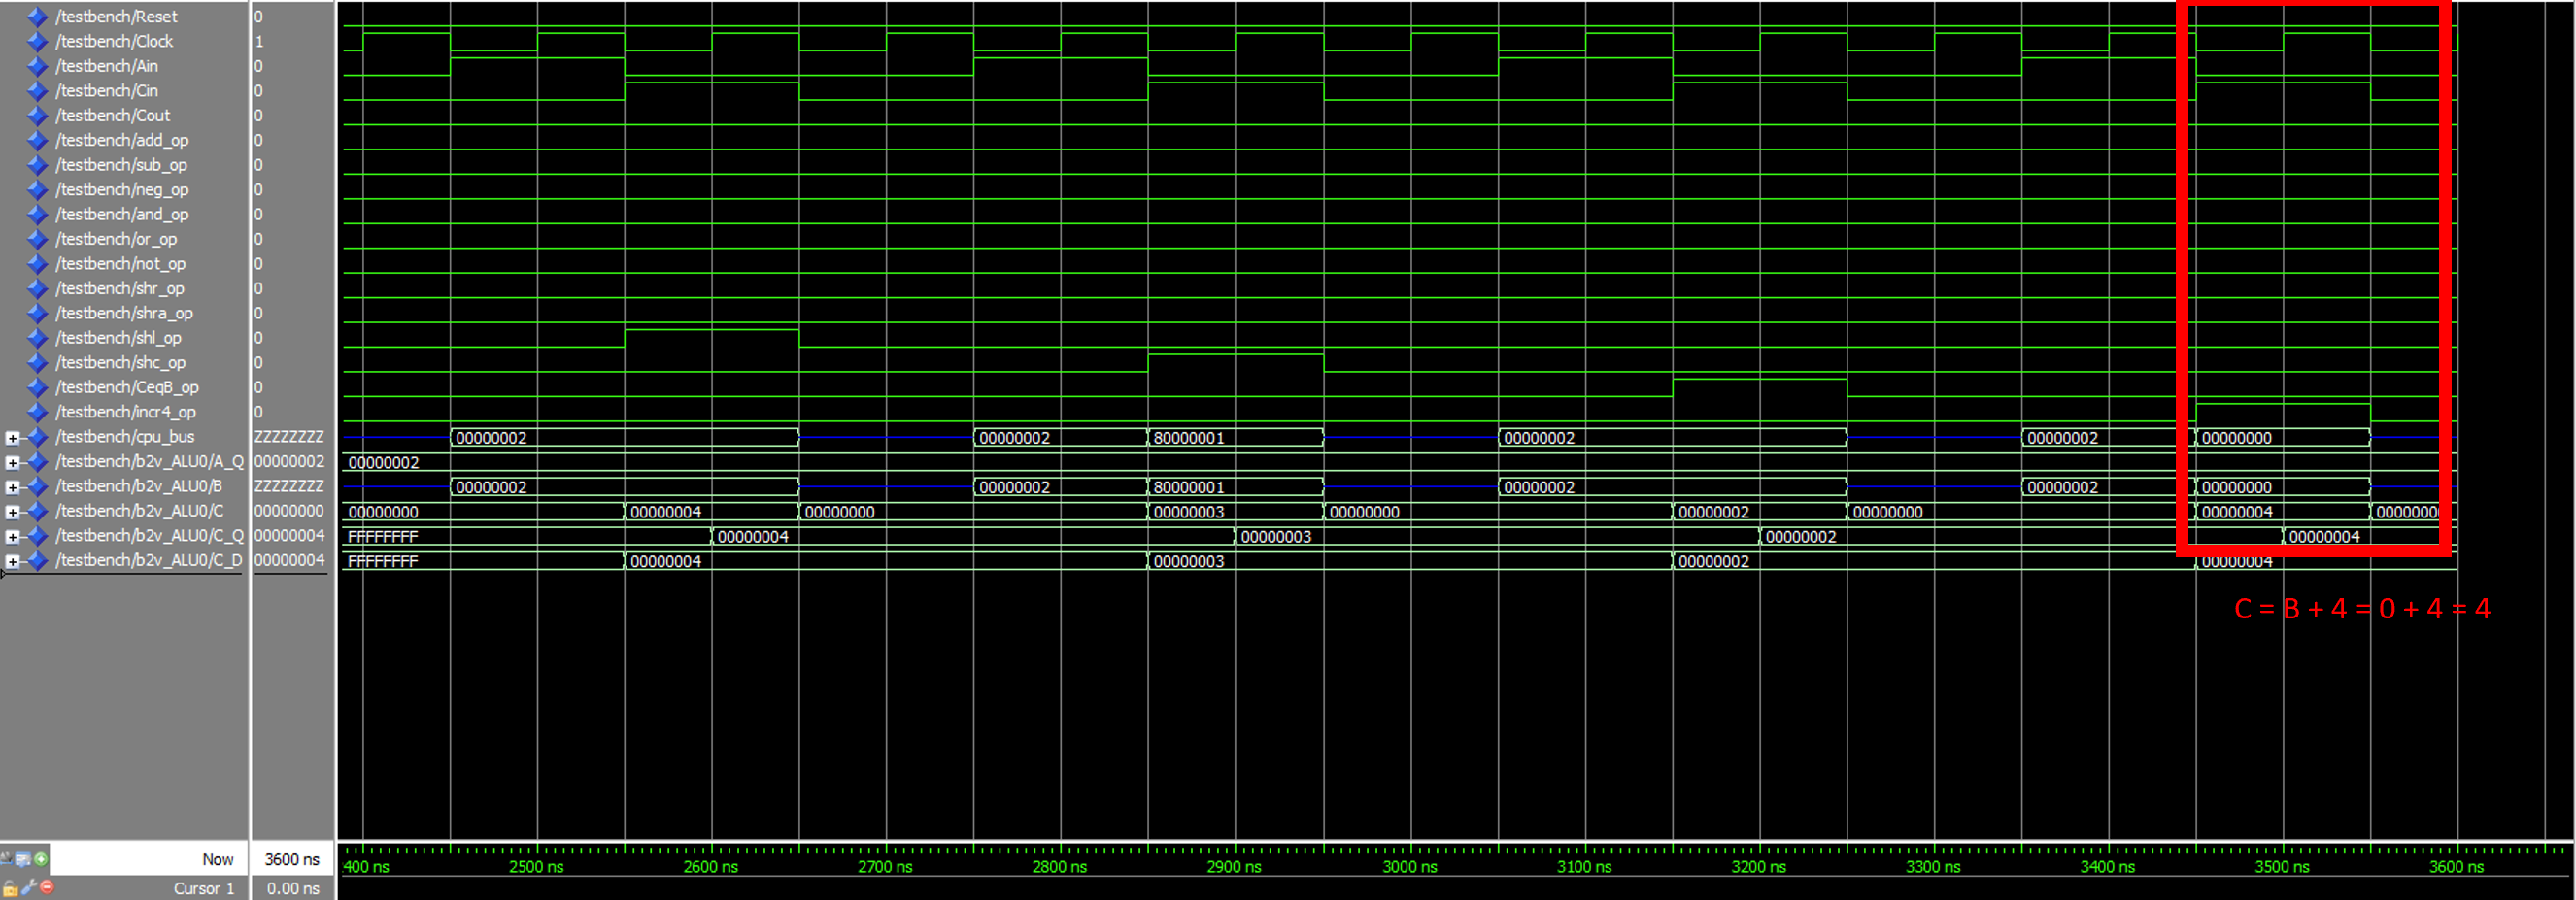 /testbench/Reset 0
/testbench/Clock 1
/testbench/Ain 0
/testbench/Cin 0
/testbench/Cout 0
/testbench/add_op 0
/testbench/sub_op 0
/testbench/neg_op 0
/testbench/and_op 0
/testbench/or_op 0
/testbench/not_op 0
/testbench/shr_op 0
/testbench/shra_op 0
/testbench/shl_op 0
/testbench/shc_op 0
/testbench/CeqB_op 0
/testbench/incr4_op 0
/testbench/cpu_bus ZZZZZZZZ 00000002 00000002 80000001 00000002 00000002 00000000
/testbench/b2v_ALU0/A_Q 00000002 00000002
/testbench/b2v_ALU0/B ZZZZZZZZ 00000002 00000002 80000001 00000002 00000002 00000000
/testbench/b2v_ALU0/C 00000000 00000000 00000004 00000000 00000003 00000000 00000002 00000000 00000004 00000000
/testbench/b2v_ALU0/C_Q 00000004 FFFFFFFF 00000004 00000003 00000002 00000004
/testbench/b2v_ALU0/C_D 00000004 FFFFFFFF 00000004 00000003 00000002 00000004
C = B + 4 = 0 + 4 = 4
Now 3600 ns 400 ns 2500 ns 2600 ns 2700 ns 2800 ns 2900 ns 3000 ns 3100 ns 3200 ns 3300 ns 3400 ns 3500 ns 3600 ns
Cursor 1 0.00 ns